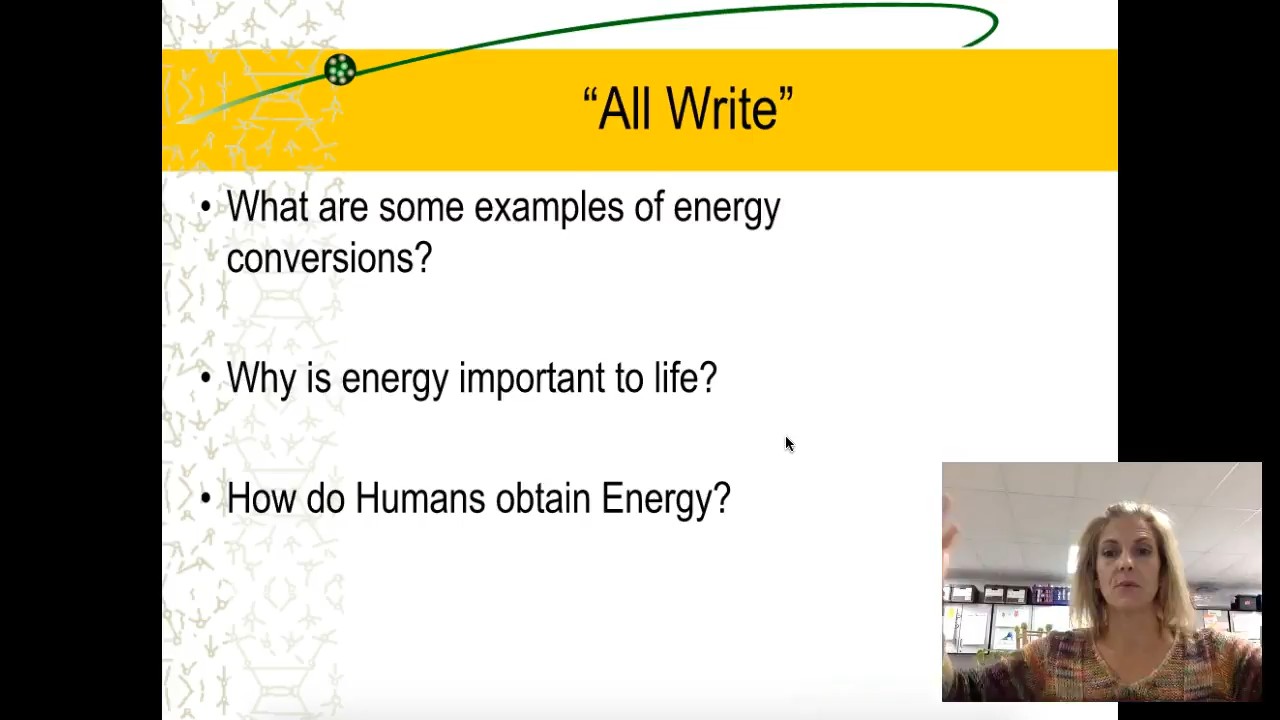 “All Write”
• What are some examples of energy
conversions?
• Why is energy important to life?
• How do Humans obtain Energy?